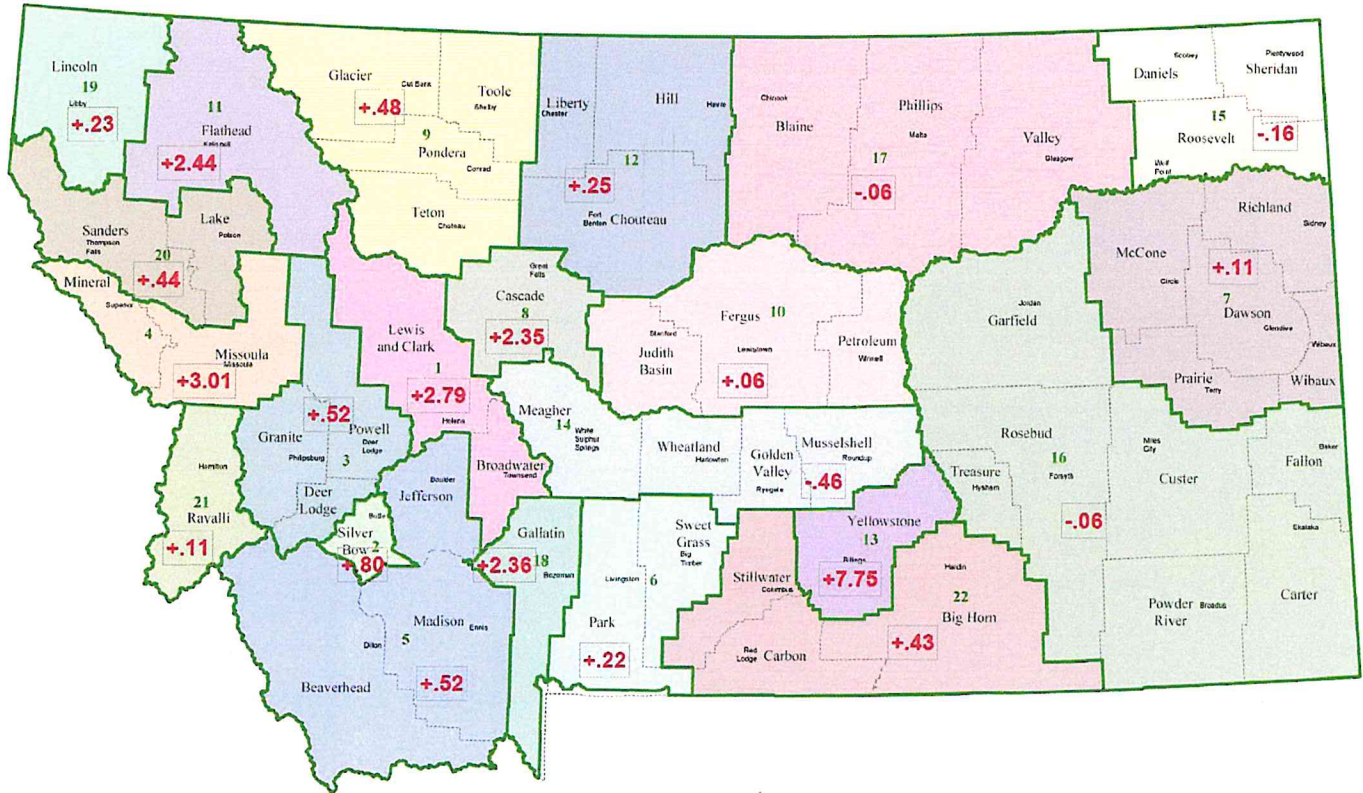 Lincoln
19
Libby
+.23
11
Flathead
Kalispell
+2.44
Glacier
Cut Bank
+.48
Toole
Shelby
9
Pondera
Conrad
Teton
Choteau
Liberty
Chester
Hill
Havre
12
+.25
Fort
Benton
Chouteau
Chinook
Blaine
Phillips
Malta
17
-.06
Valley
Glasgow
Scobey
Daniels
Plentywood
Sheridan
15
Roosevelt
-.16
Wolf
Point
Sanders
Thompson
Falls
Lake
Polson
20
+.44
Mineral
Superior
4
Missoula
Missoula
+3.01
Lewis
and Clark
1
+2.79
Helena
Great
Falls
Cascade
8
+2.35
Fergus
10
Stanford
Judith
Basin
Lewistown
+.06
Petroleum
Winnett
Jordan
Garfield
McCone
Circle
Richland
Sidney
+.11
7
Dawson
Glendive
Wibaux
Wibaux
Prairie
Terry
+.52
Granite
Philipsburg
Powell
Deer
Lodge
3
Deer
Lodge
Hamilton
21
Ravalli
+.11
Boulder
Jefferson
Broadwater
Townsend
Butte
Silver
Bow
2
+.80
Meagher
14
White
Sulphur
Springs
Wheatland
Harlowton
Golden
Valley
Ryegate
Musselshell
Roundup
-.46
Rosebud
16
Forsyth
Treasure
Hysham
-.06
Miles
City
Custer
Baker
Fallon
Ekalaka
Carter
Powder
River
Broadus
Gallatin
+2.36
18
Bozeman
Sweet
Grass
Big
Timber
Livingston
6
Park
+.22
Yellowstone
13
Billings
+7.75
Stillwater
Columbus
Red
Lodge
Carbon
Hardin
22
Big Horn
+.43
Madison
Ennis
5
Dillon
Beaverhead
+.52